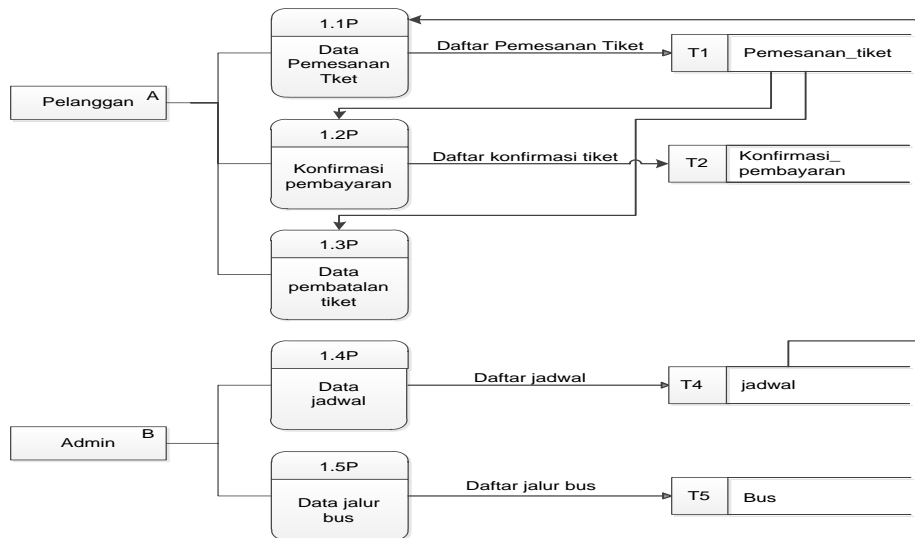 1.1P
Data
Pemesanan
Tket
Daftar Pemesanan Tiket
T1
Pemesanan_tiket
Pelanggan
A
1.2P
Konfirmasi
pembayaran
Daftar konfirmasi tiket
T2
Konfirmasi_
pembayaran
1.3P
Data
pembatalan
tiket
1.4P
Data
jadwal
Daftar jadwal
T4
jadwal
Admin
B
1.5P
Data jalur
bus
Daftar jalur bus
T5
Bus